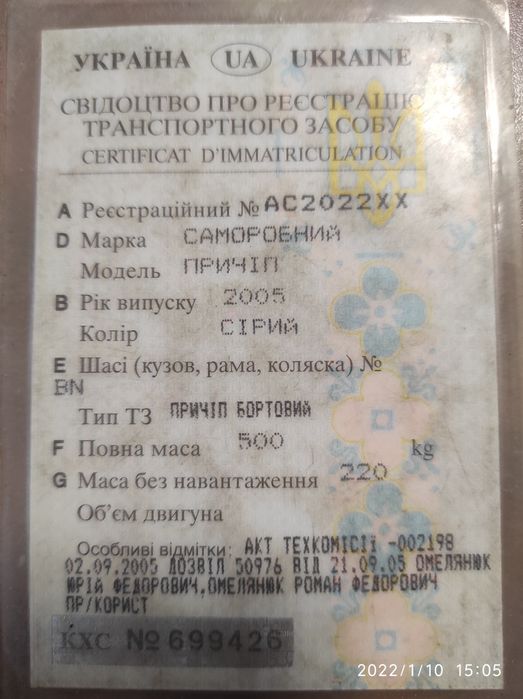 УКРАЇНА UA UKRAINE
СВІДОЦТВО ПРО РЕЄСТРАЦІЮ
ТРАНСПОРТНОГО ЗАСОБУ
CERTIFICAT D'IMMATRICULATION
A Реєстраційний № АС2022ХХ
D Марка САМОРОБНИЙ
Модель ПРИЧІП
B Рік випуску 2005
Колір СІРИЙ
E Шасі (кузов, рама, коляска) №
BN
Тип ТЗ ПРИЧІП БОРТОВИЙ
F Повна маса 500 kg
G Маса без навантаження 220
Об'єм двигуна
Особливі відмітки: АКТ ТЕХКОМІСІЇ -002198
02.09.2005 ДОЗВІЛ 50976 ВІД 21.09.05 ОМЕЛЯНЮК
ЮРІЙ ФЕДОРОВИЧ,ОМЕЛЯНЮК РОМАН ФЕДОРОВИЧ
ПР/КОРИСТ
КХС № 699426
2022/1/10 15:05